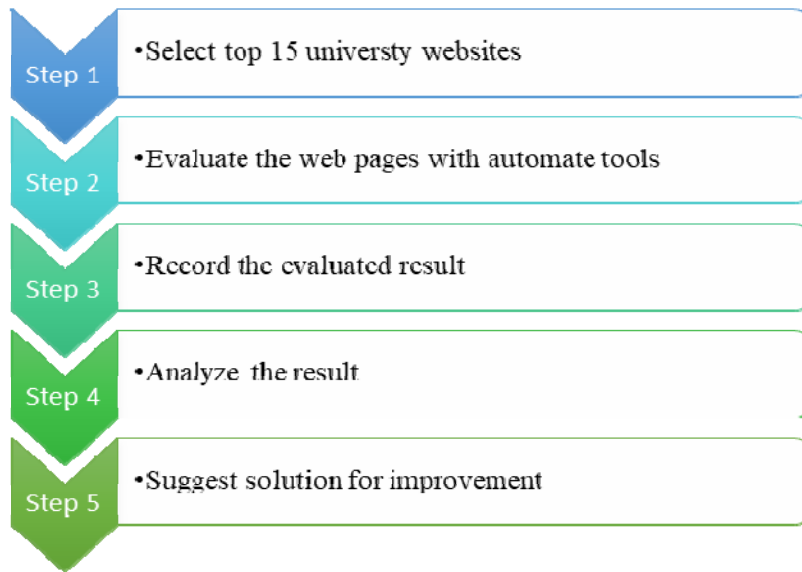 Step 1
•Select top 15 universty websites
Step 2
•Evaluate the web pages with automate tools
Step 3
•Record the evaluated result
Step 4
•Analyze the result
Step 5
•Suggest solution for improvement